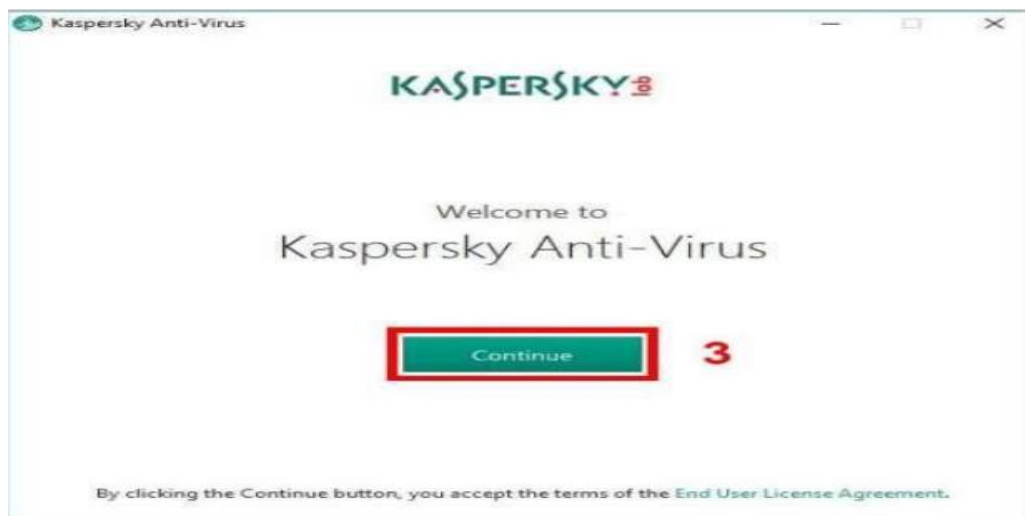 Kaspersky Anti-Virus
KASPERSKY lab
Welcome to
Kaspersky Anti-Virus
Continue
3
By clicking the Continue button, you accept the terms of the End User License Agreement.